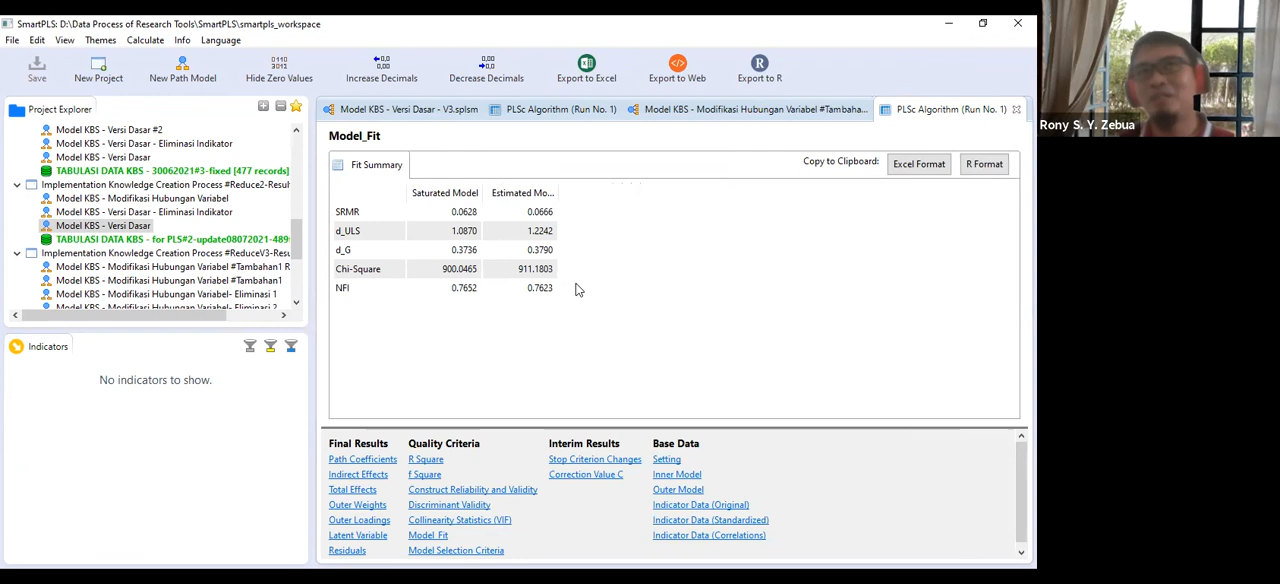 SmartPLS: D:\Data Process of Research Tools\SmartPLS\smartpls_workspace
File Edit View Themes Calculate Info Language
Save New Project New Path Model Hide Zero Values Increase Decimals Decrease Decimals Export to Excel Export to Web Export to R
Project Explorer
Model KBS - Versi Dasar #2
Model KBS - Versi Dasar - Eliminasi Indikator
Model KBS - Versi Dasar
TABULASI DATA KBS - 30062021#3-fixed [477 records]
Implementation Knowledge Creation Process #Reduce2-Resul
Model KBS - Modifikasi Hubungan Variabel
Model KBS - Versi Dasar - Eliminasi Indikator
Model KBS - Versi Dasar
TABULASI DATA KBS - for PLS#2-update08072021-489
Implementation Knowledge Creation Process #ReduceV3-Resu
Model KBS - Modifikasi Hubungan Variabel #Tambahan1 R
Model KBS - Modifikasi Hubungan Variabel #Tambahan1
Model KBS - Modifikasi Hubungan Variabel- Eliminasi 1
Model KBS - Modifikasi Hubungan Variabel- Eliminasi 2
Indicators
No indicators to show.
Model KBS - Versi Dasar - V3.splsm PLSc Algorithm (Run No. 1) Model KBS - Modifikasi Hubungan Variabel #Tambaha... PLSc Algorithm (Run No. 1)
Model_Fit
Fit Summary Copy to Clipboard: Excel Format R Format
Saturated Model Estimated Mo...
SRMR 0.0628 0.0666
d_ULS 1.0870 1.2242
d_G 0.3736 0.3790
Chi-Square 900.0465 911.1803
NFI 0.7652 0.7623
Final Results Quality Criteria Interim Results Base Data
Path Coefficients R Square Stop Criterion Changes Setting
Indirect Effects f Square Correction Value C Inner Model
Total Effects Construct Reliability and Validity Outer Model
Outer Weights Discriminant Validity Indicator Data (Original)
Outer Loadings Collinearity Statistics (VIF) Indicator Data (Standardized)
Latent Variable Model_Fit Indicator Data (Correlations)
Residuals Model Selection Criteria
Rony S. Y. Zebua